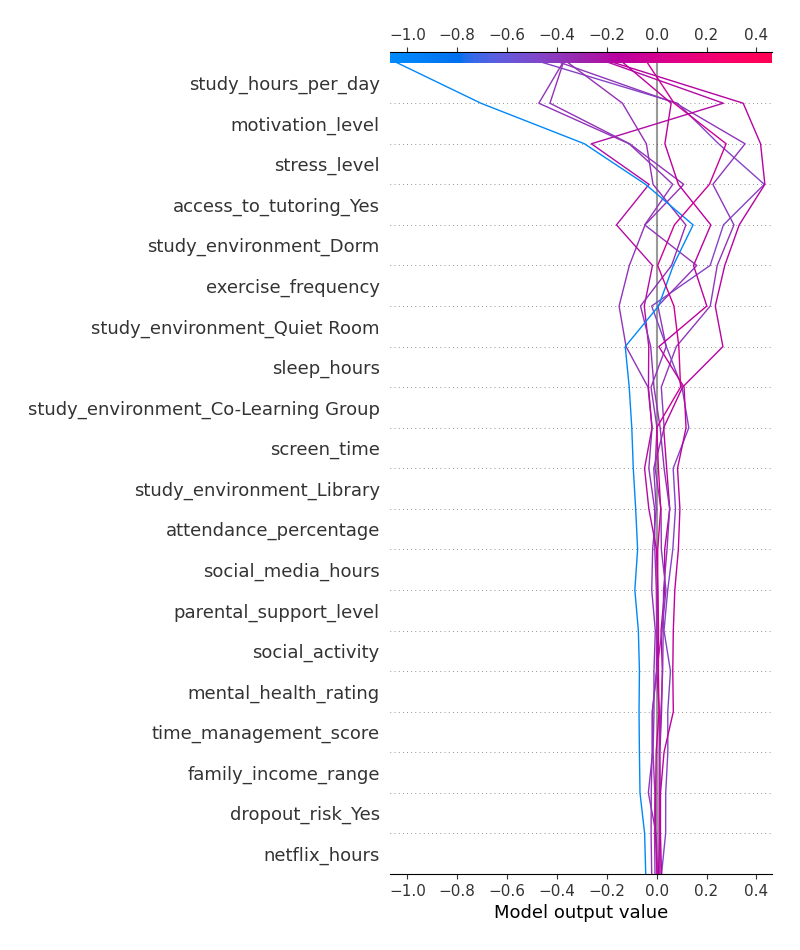 −1.0 −0.8 −0.6 −0.4 −0.2 0.0 0.2 0.4
study_hours_per_day
motivation_level
stress_level
access_to_tutoring_Yes
study_environment_Dorm
exercise_frequency
study_environment_Quiet Room
sleep_hours
study_environment_Co-Learning Group
screen_time
study_environment_Library
attendance_percentage
social_media_hours
parental_support_level
social_activity
mental_health_rating
time_management_score
family_income_range
dropout_risk_Yes
netflix_hours
−1.0 −0.8 −0.6 −0.4 −0.2 0.0 0.2 0.4
Model output value